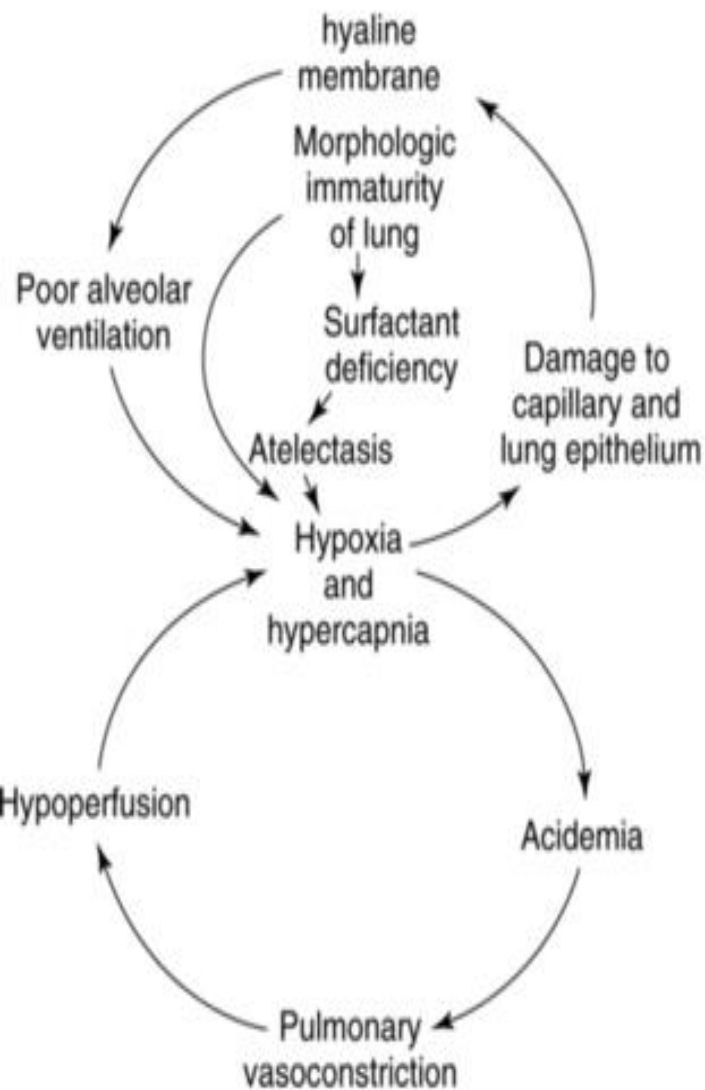 hyaline
membrane
Morphologic
immaturity
of lung
Poor alveolar
ventilation
Surfactant
deficiency
Damage to
capillary and
lung epithelium
Atelectasis
Hypoxia
and
hypercapnia
Hypoperfusion
Acidemia
Pulmonary
vasoconstriction